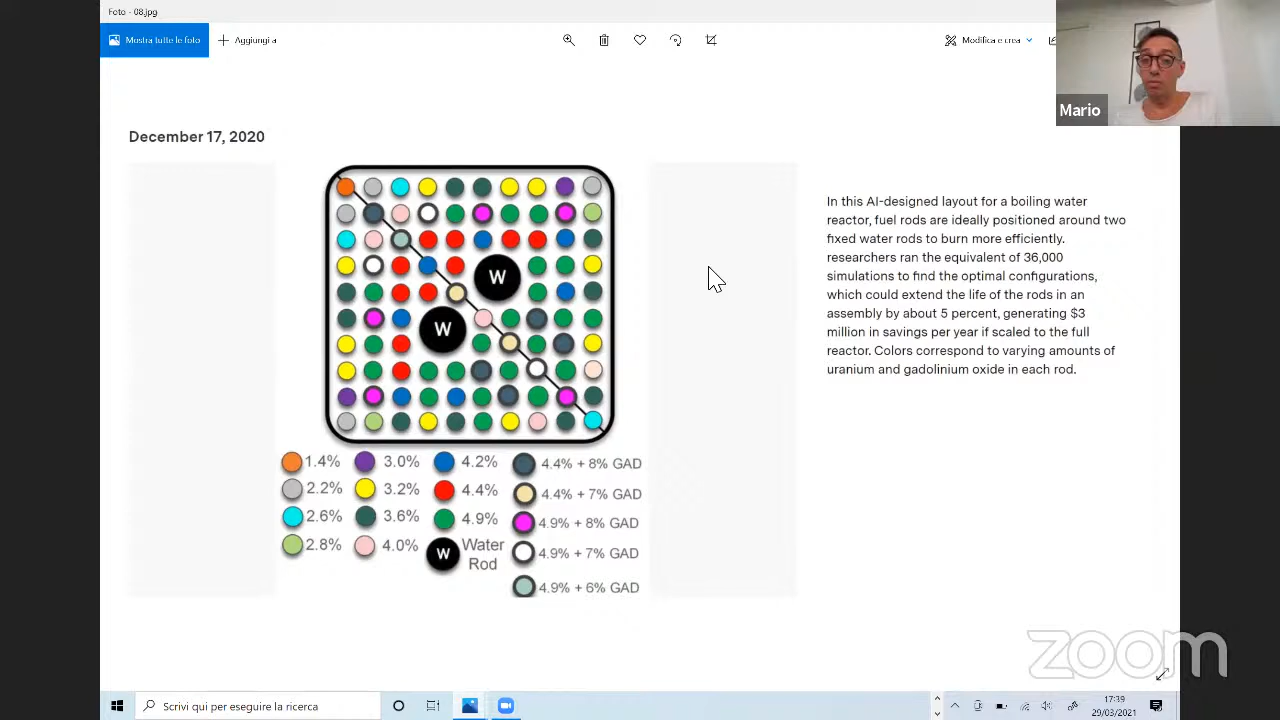 Foto - 08.jpg
Mostra tutte le foto
Aggiungi a
Modifica e crea
Mario
December 17, 2020
W
W
In this AI-designed layout for a boiling water
reactor, fuel rods are ideally positioned around two
fixed water rods to burn more efficiently.
researchers ran the equivalent of 36,000
simulations to find the optimal configurations,
which could extend the life of the rods in an
assembly by about 5 percent, generating $3
million in savings per year if scaled to the full
reactor. Colors correspond to varying amounts of
uranium and gadolinium oxide in each rod.
1.4% 3.0% 4.2% 4.4% + 8% GAD
2.2% 3.2% 4.4% 4.4% + 7% GAD
2.6% 3.6% 4.9% 4.9% + 8% GAD
2.8% 4.0% W Water Rod 4.9% + 7% GAD
4.9% + 6% GAD
zoom
Scrivi qui per eseguire la ricerca
17:39
29/03/2021